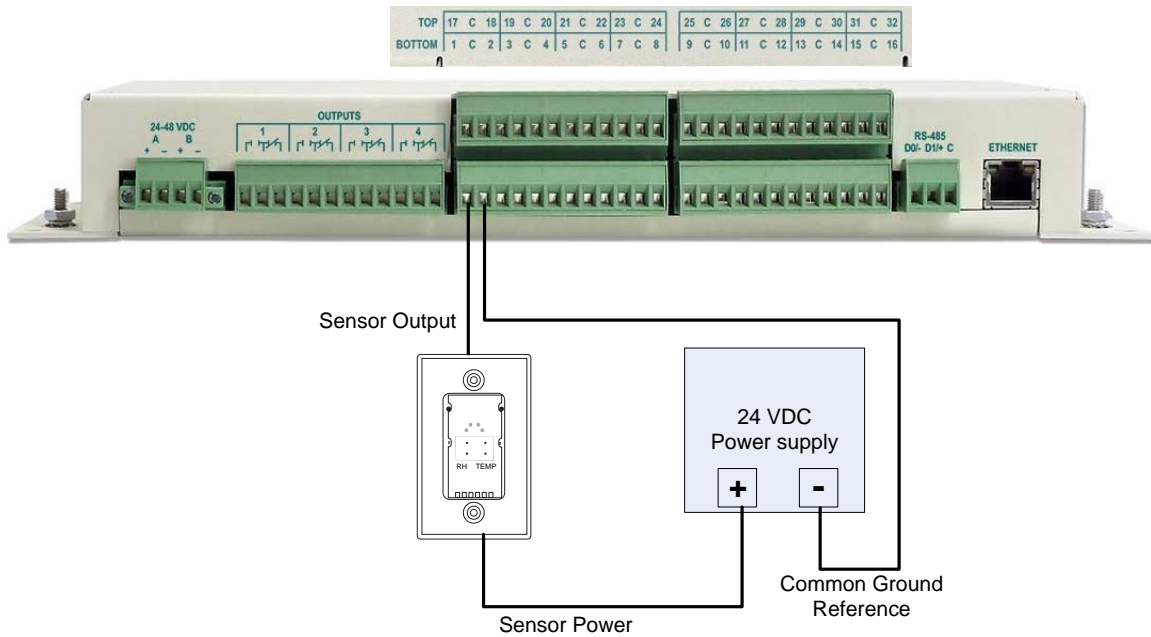 TOP 17 C 18 19 C 20 21 C 22 23 C 24 25 C 26 27 C 28 29 C 30 31 C 32
BOTTOM 1 C 2 3 C 4 5 C 6 7 C 8 9 C 10 11 C 12 13 C 14 15 C 16
24-48 VDC
A B
+ − + −
OUTPUTS
1 2 3 4
RS-485
D0/- D1/+ C
ETHERNET
Sensor Output
RH TEMP
24 VDC
Power supply
+ -
Common Ground
Reference
Sensor Power